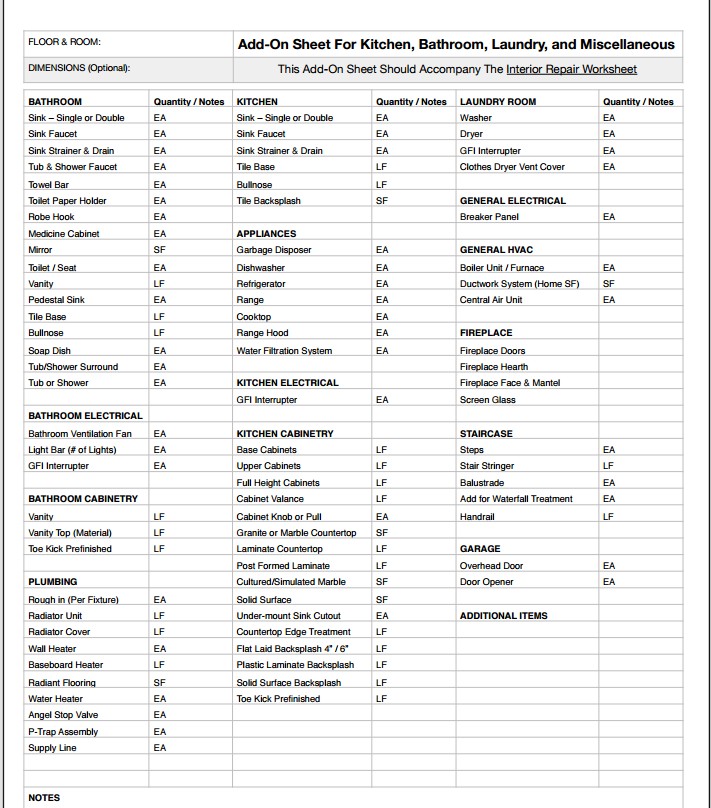 FLOOR & ROOM: Add-On Sheet For Kitchen, Bathroom, Laundry, and Miscellaneous
DIMENSIONS (Optional): This Add-On Sheet Should Accompany The Interior Repair Worksheet
BATHROOM Quantity / Notes KITCHEN Quantity / Notes LAUNDRY ROOM Quantity / Notes
Sink – Single or Double EA Sink – Single or Double EA Washer EA
Sink Faucet EA Sink Faucet EA Dryer EA
Sink Strainer & Drain EA Sink Strainer & Drain EA GFI Interrupter EA
Tub & Shower Faucet EA Tile Base LF Clothes Dryer Vent Cover EA
Towel Bar EA Bullnose LF
Toilet Paper Holder EA Tile Backsplash SF GENERAL ELECTRICAL
Robe Hook EA Breaker Panel EA
Medicine Cabinet EA APPLIANCES
Mirror SF Garbage Disposer EA GENERAL HVAC
Toilet / Seat EA Dishwasher EA Boiler Unit / Furnace EA
Vanity LF Refrigerator EA Ductwork System (Home SF) SF
Pedestal Sink EA Range EA Central Air Unit EA
Tile Base LF Cooktop EA
Bullnose LF Range Hood EA FIREPLACE
Soap Dish EA Water Filtration System EA Fireplace Doors
Tub/Shower Surround EA Fireplace Hearth
Tub or Shower EA KITCHEN ELECTRICAL Fireplace Face & Mantel
GFI Interrupter EA Screen Glass
BATHROOM ELECTRICAL
Bathroom Ventilation Fan EA KITCHEN CABINETRY STAIRCASE
Light Bar (# of Lights) EA Base Cabinets LF Steps EA
GFI Interrupter EA Upper Cabinets LF Stair Stringer LF
Full Height Cabinets LF Balustrade EA
BATHROOM CABINETRY Cabinet Valance LF Add for Waterfall Treatment EA
Vanity LF Cabinet Knob or Pull EA Handrail LF
Vanity Top (Material) LF Granite or Marble Countertop SF
Toe Kick Prefinished LF Laminate Countertop LF GARAGE
Post Formed Laminate LF Overhead Door EA
PLUMBING Cultured/Simulated Marble SF Door Opener EA
Rough in (Per Fixture) EA Solid Surface SF
Radiator Unit LF Under-mount Sink Cutout EA ADDITIONAL ITEMS
Radiator Cover LF Countertop Edge Treatment LF
Wall Heater EA Flat Laid Backsplash 4" / 6" LF
Baseboard Heater LF Plastic Laminate Backsplash LF
Radiant Flooring SF Solid Surface Backsplash LF
Water Heater EA Toe Kick Prefinished LF
Angel Stop Valve EA
P-Trap Assembly EA
Supply Line EA
NOTES